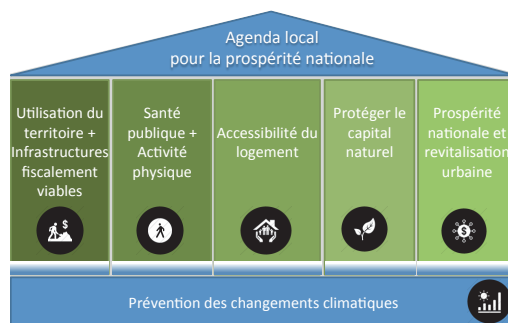 Agenda local
pour la prospérité nationale
Utilisation du
territoire +
Infrastructures
fiscalement
viables
Santé
publique +
Activité
physique
Accessibilité du
logement
Protéger le
capital
naturel
Prospérité
nationale et
revitalisation
urbaine
Prévention des changements climatiques